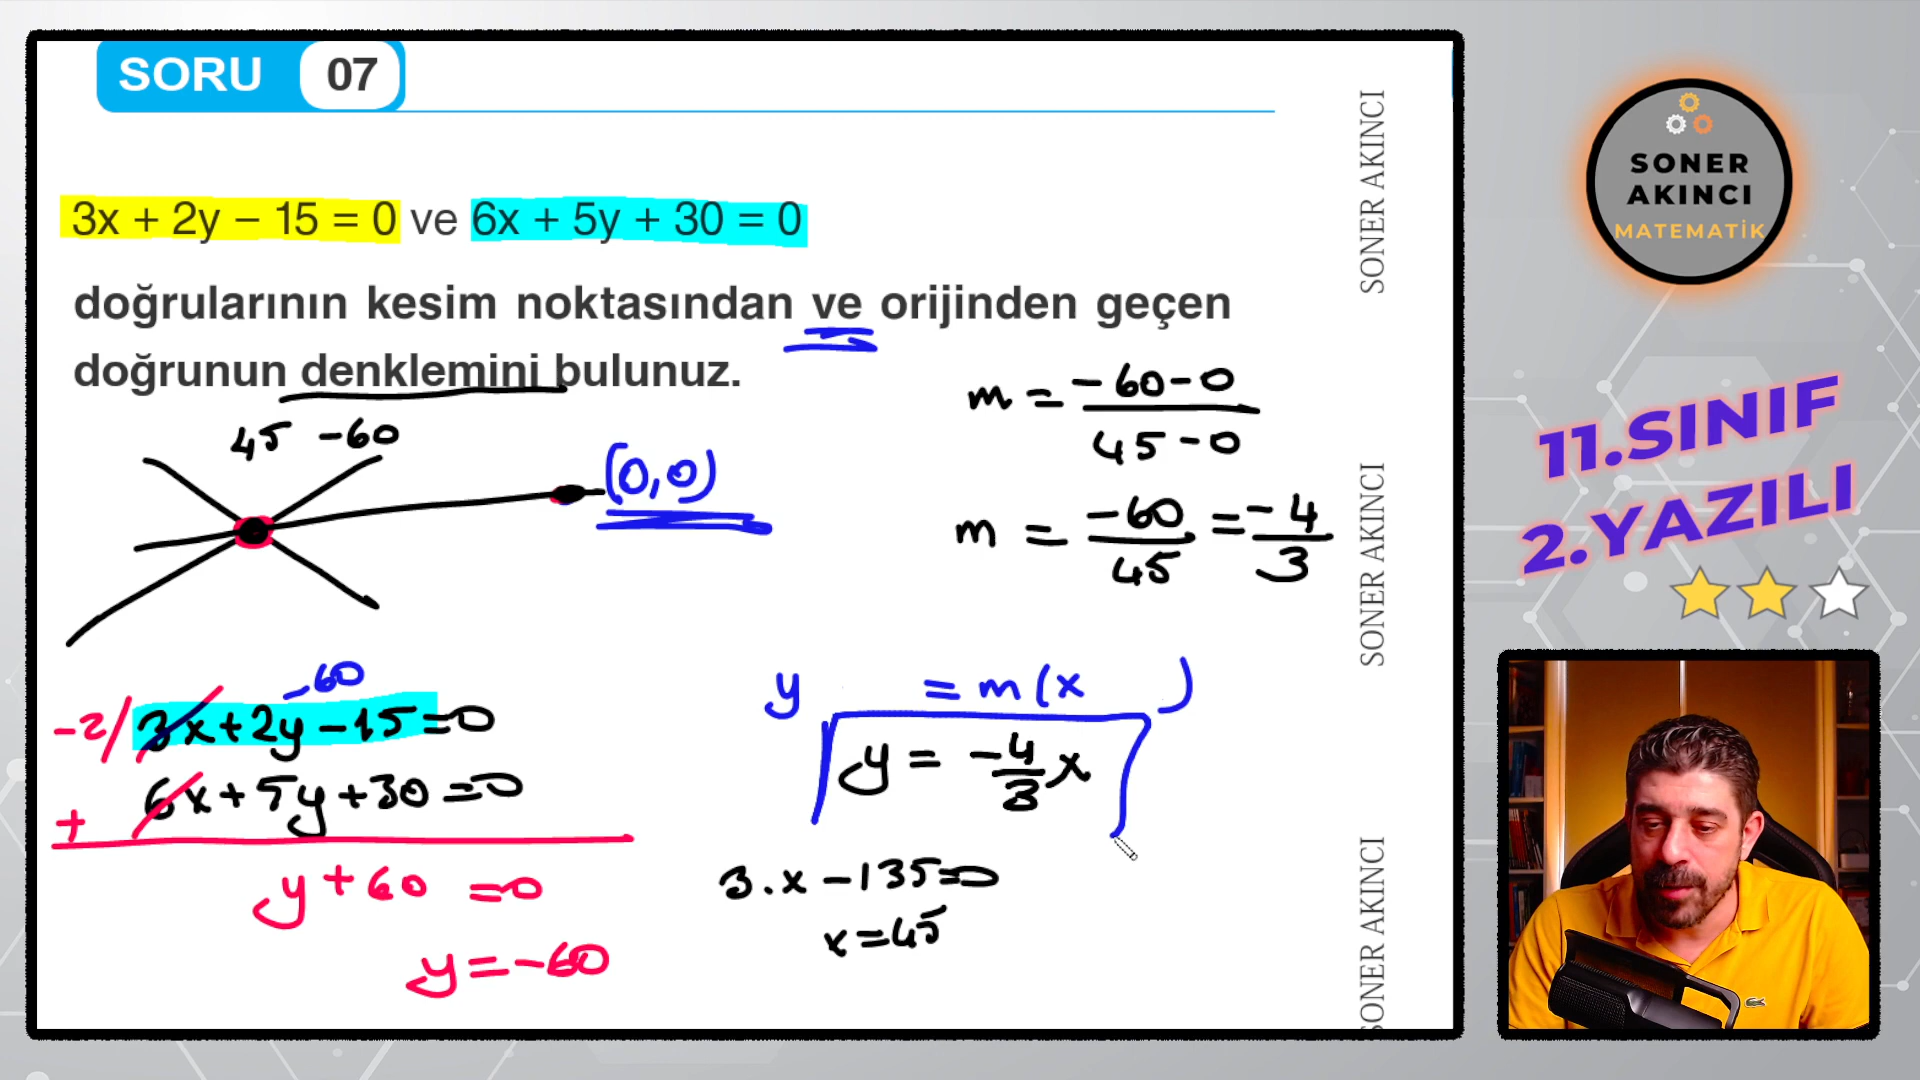 SORU 07
3x + 2y − 15 = 0 ve 6x + 5y + 30 = 0
doğrularının kesim noktasından ve orijinden geçen
doğrunun denklemini bulunuz.
45 -60
(0,0)
m = -60-0 / 45-0
m = -60/45 = -4/3
-60
-2/ 3x+2y-15=0
6x+5y+30=0
+
y+60 =0
y=-60
y = m(x )
y = -4/3 x
3.x-135=0
x=45
SONER AKINCI
SONER AKINCI
SONER AKINCI
SONER
AKINCI
MATEMATİK
11.SINIF
2.YAZILI